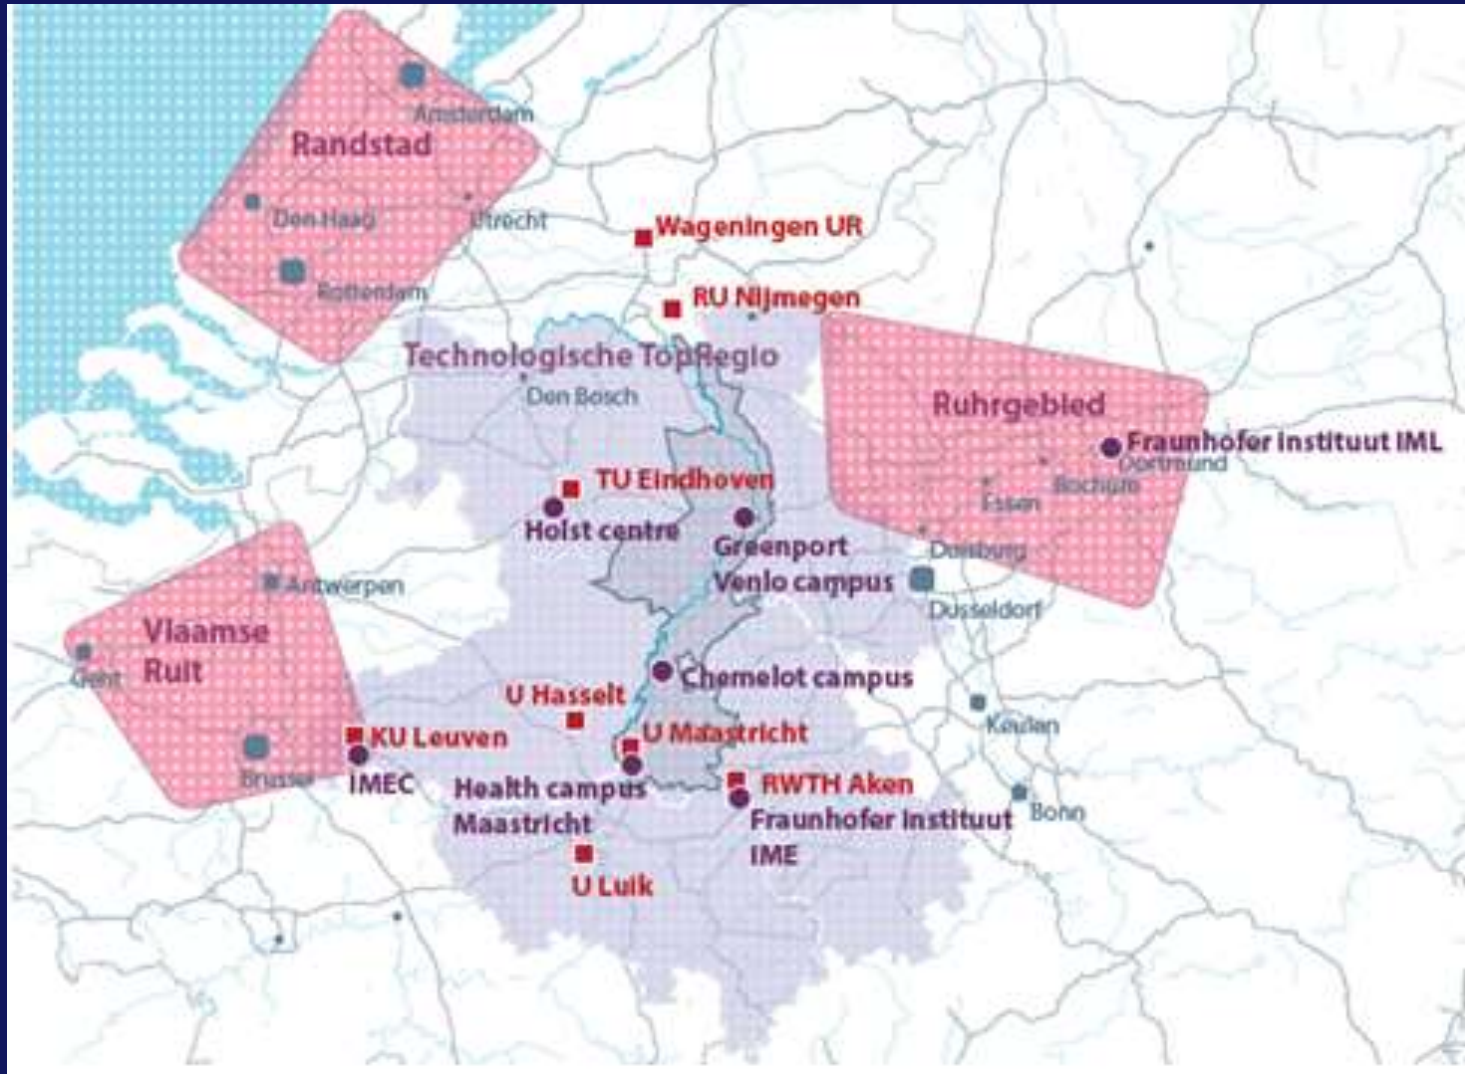 Amsterdam
Randstad
Den Haag
Utrecht
Wageningen UR
Rotterdam
RU Nijmegen
Technologische TopRegio
Den Bosch
Ruhrgebied
Fraunhofer instituut IML
Dortmund
Bochum
Essen
TU Eindhoven
Holst centre
Greenport
Venlo campus
Duisburg
Dusseldorf
Antwerpen
Vlaamse
Ruit
Gent
Chemelot campus
U Hasselt
Keulen
KU Leuven
U Maastricht
Brussel
IMEC
Health campus
Maastricht
RWTH Aken
Bonn
Fraunhofer instituut
IME
U Luik